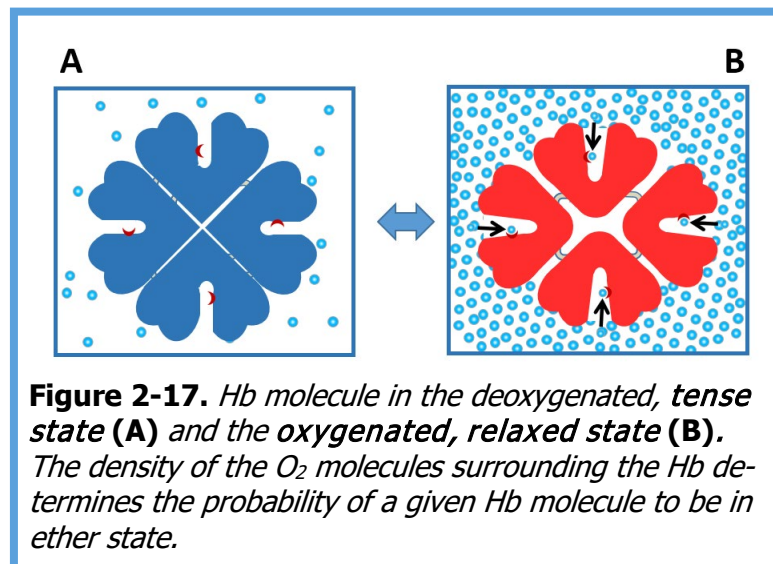 A
B
Figure 2-17. Hb molecule in the deoxygenated, tense
state (A) and the oxygenated, relaxed state (B).
The density of the O₂ molecules surrounding the Hb de-
termines the probability of a given Hb molecule to be in
ether state.